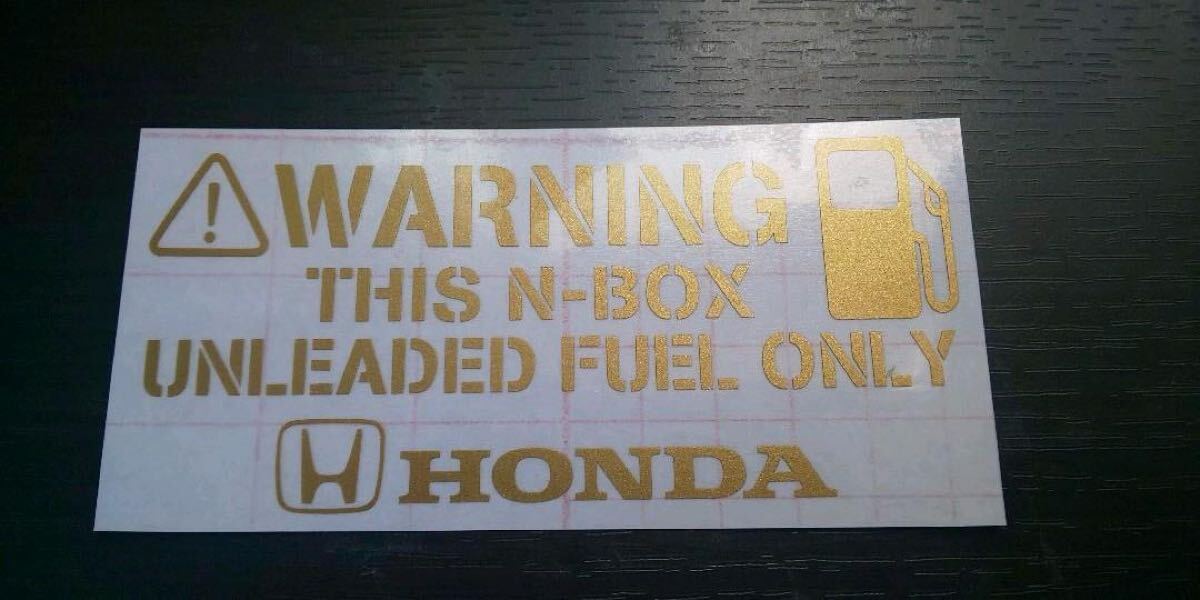 WARNING
THIS N-BOX
UNLEADED FUEL ONLY
HONDA